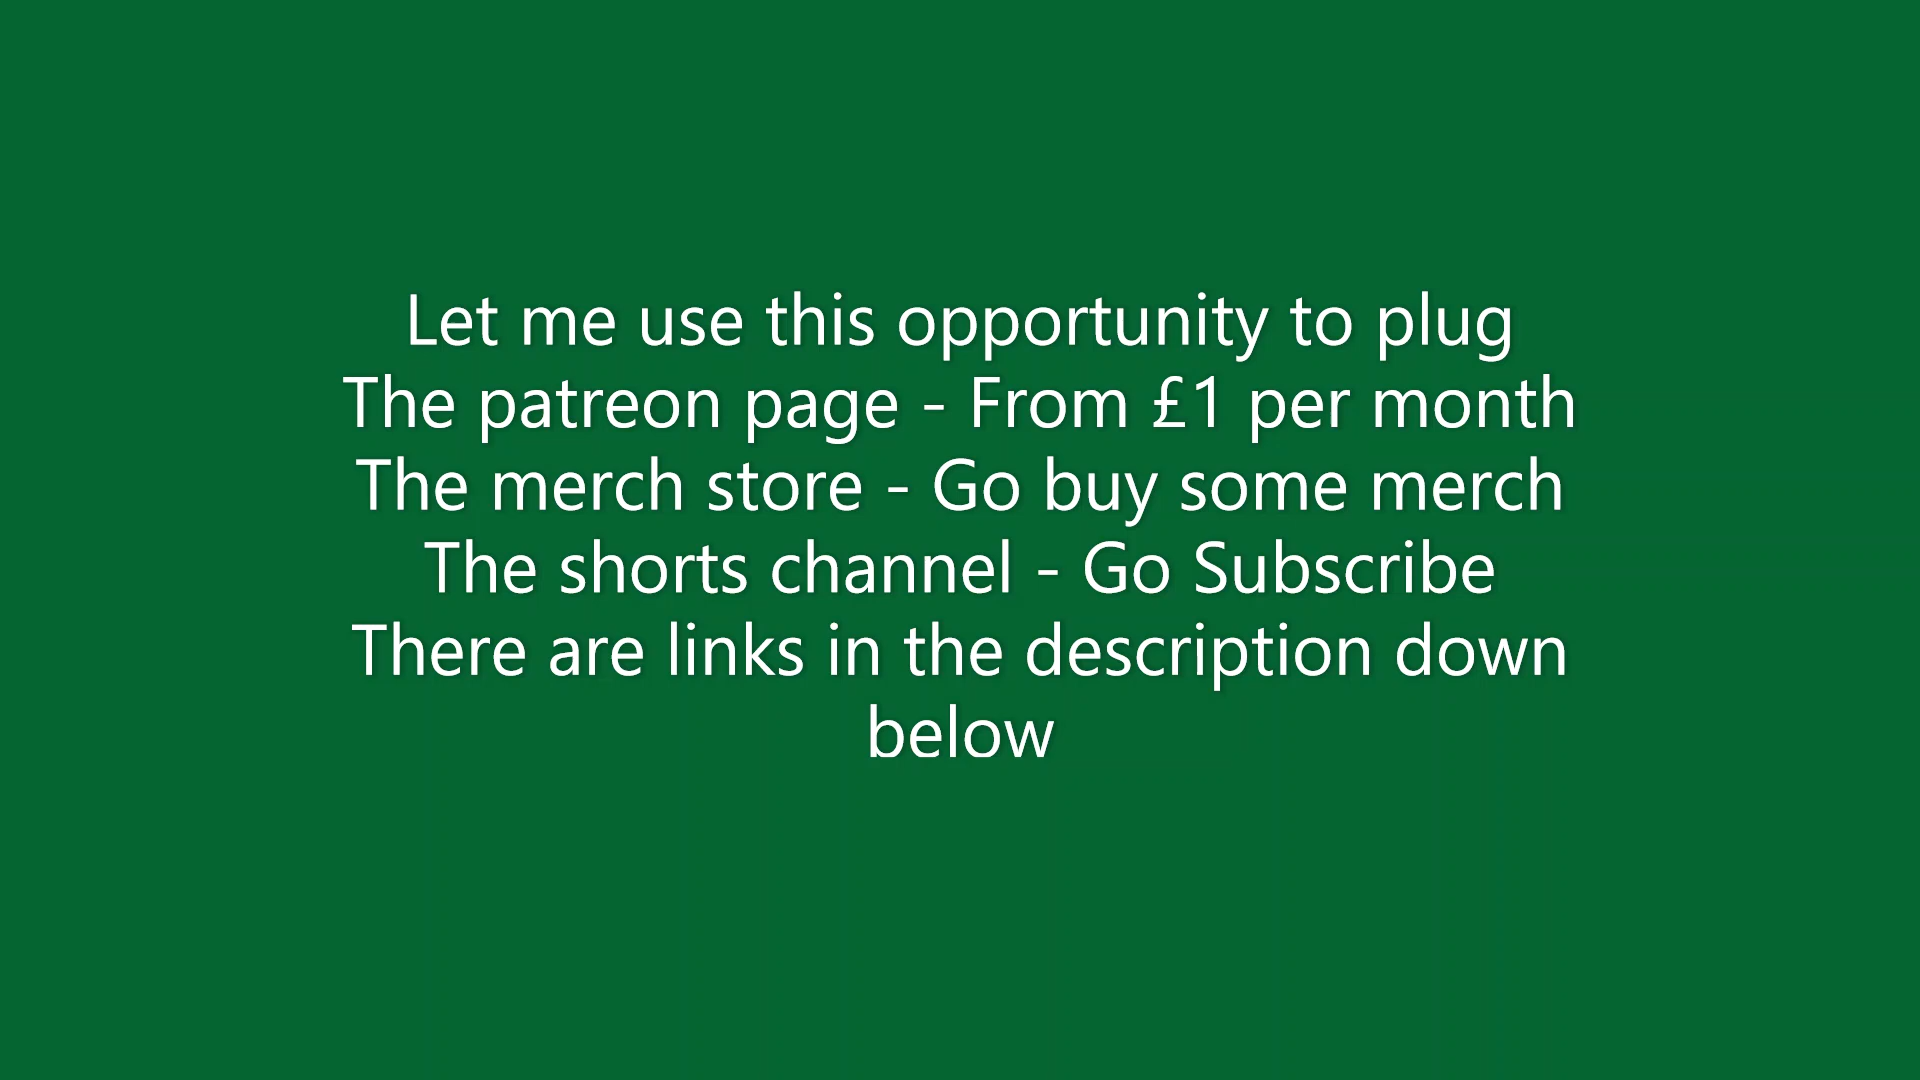 Let me use this opportunity to plug
The patreon page - From £1 per month
The merch store - Go buy some merch
The shorts channel - Go Subscribe
There are links in the description down
below